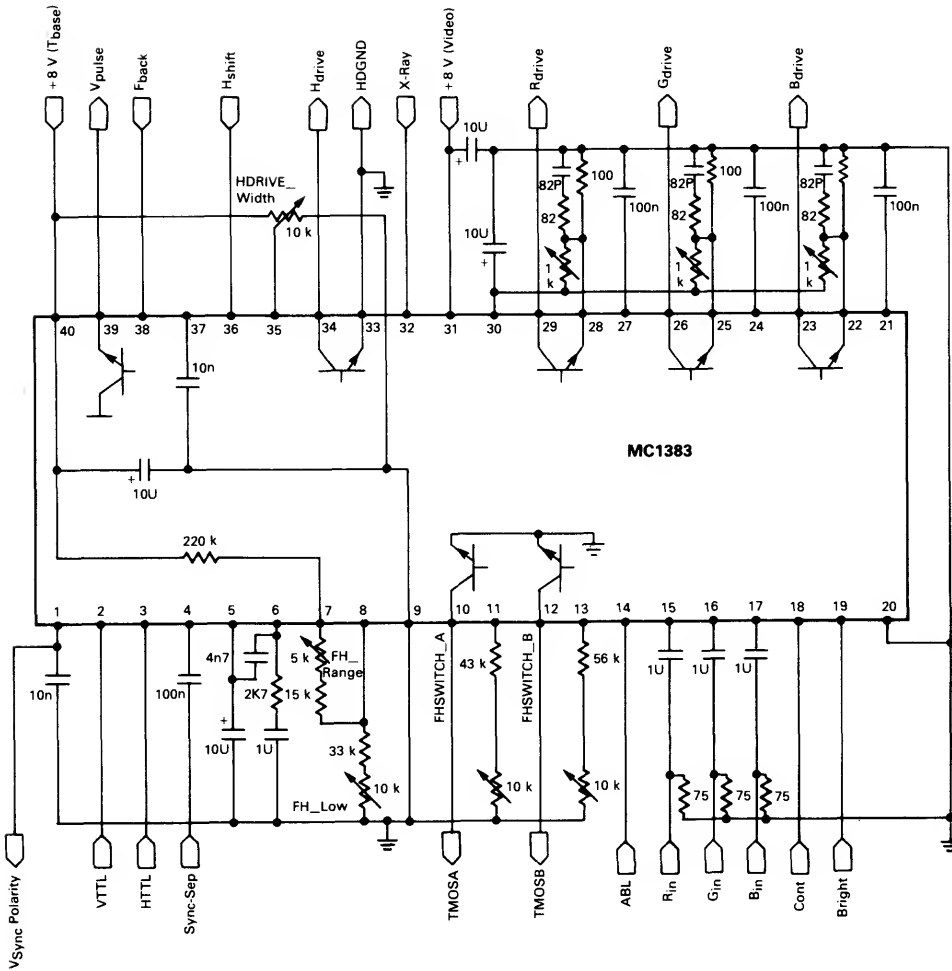 +8 V (Tbase)
Vpulse
Fback
Hshift
Hdrive
HDGND
X-Ray
+8 V (Video)
Rdrive
Gdrive
Bdrive
10U
+
HDRIVE_
Width
10 k
10U
+
82P
100
82
1
k
100n
82P
100
82
1
k
100n
82P
82
1
k
100n
40
39
38
37
36
35
34
33
32
31
30
29
28
27
26
25
24
23
22
21
10n
MC1383
+
10U
220 k
1
2
3
4
5
6
7
8
9
10
11
12
13
14
15
16
17
18
19
20
10n
100n
4n7
+
10U
2K7
1U
5 k
FH_
Range
15 k
33 k
10 k
FH_Low
FHSWITCH_A
43 k
10 k
FHSWITCH_B
56 k
10 k
1U
1U
1U
75
75
75
VSync Polarity
VTTL
HTTL
Sync-Sep
TMOSA
TMOSB
ABL
Rin
Gin
Bin
Cont
Bright